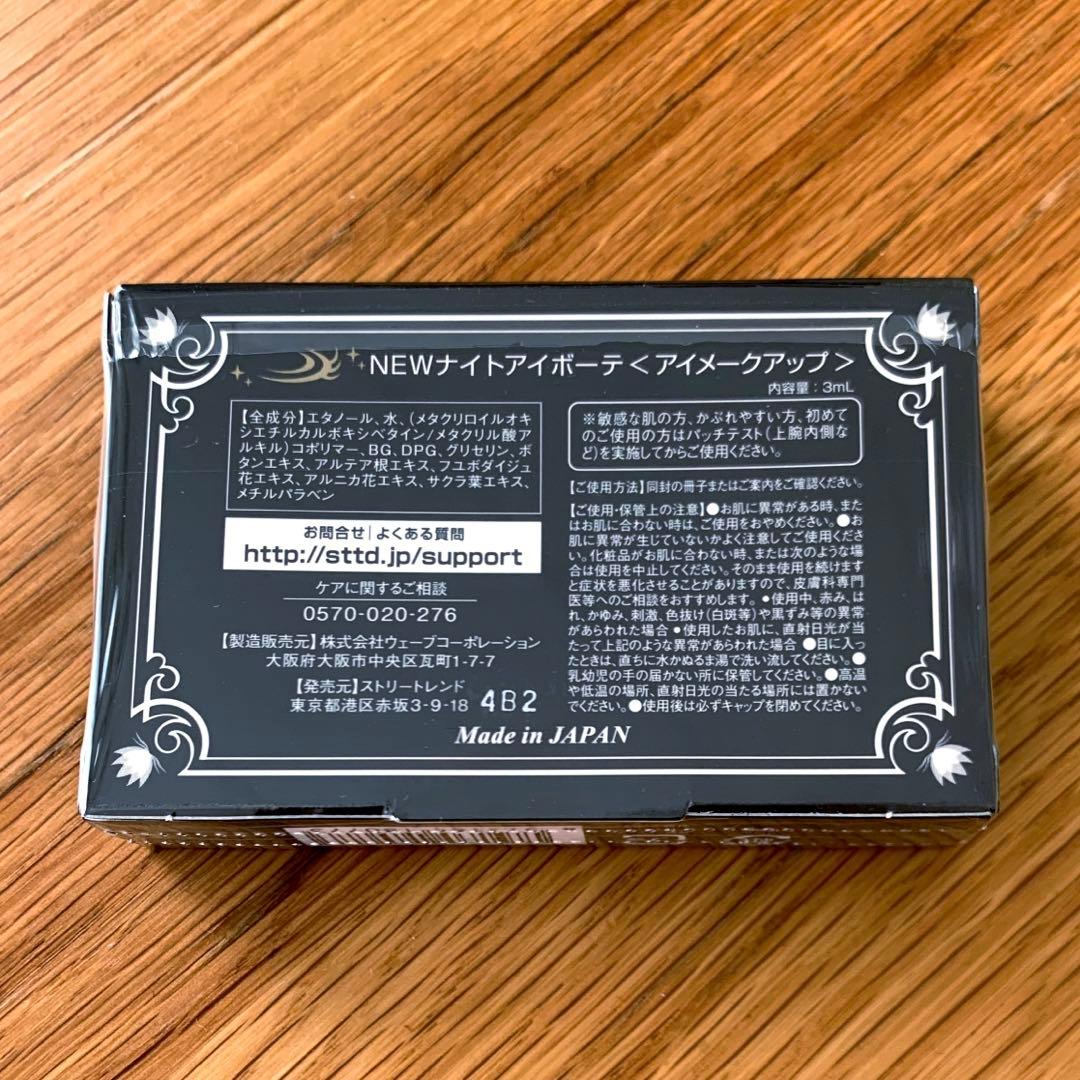 NEWナイトアイボーテ＜アイメークアップ＞
内容量：3mL
【全成分】エタノール、水、(メタクリロイルオキ
シエチルカルボキシベタイン/メタクリル酸ア
ルキル)コポリマー、BG、DPG、グリセリン、ボ
タンエキス、アルテア根エキス、フユボダイジュ
花エキス、アルニカ花エキス、サクラ葉エキス、
メチルパラベン
お問合せ|よくある質問
http://sttd.jp/support
ケアに関するご相談
0570-020-276
【製造販売元】株式会社ウェーブコーポレーション
大阪府大阪市中央区瓦町1-7-7
【発売元】ストリートレンド
東京都港区赤坂3-9-18 4B2
※敏感な肌の方、かぶれやすい方、初めて
のご使用の方はパッチテスト(上腕内側な
ど)を実施してからご使用ください。
【ご使用方法】同封の冊子またはご案内をご確認ください。
【ご使用・保管上の注意】●お肌に異常がある時、また
はお肌に合わない時は、ご使用をおやめください。●お
肌に異常が生じていないかよく注意してご使用くださ
い。化粧品がお肌に合わない時、または次のような場
合は使用を中止してください。そのまま使用を続けます
と症状を悪化させることがありますので、皮膚科専門
医等へのご相談をおすすめします。●使用中、赤み、は
れ、かゆみ、刺激、色抜け(白斑等)や黒ずみ等の異常
があらわれた場合●使用したお肌に、直射日光が当
たって上記のような異常があらわれた場合●目に入っ
たときは、直ちに水かぬるま湯で洗い流してください。●
乳幼児の手の届かない所に保管してください。●高温
や低温の場所、直射日光の当たる場所には置かない
でください。●使用後は必ずキャップを閉めてください。
Made in JAPAN